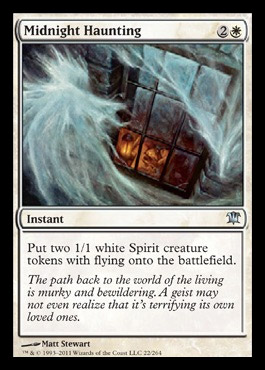 Midnight Haunting 2
Instant
Put two 1/1 white Spirit creature
tokens with flying onto the battlefield.
The path back to the world of the living
is murky and bewildering. A geist may
not even realize that it's terrifying its own
loved ones.
Matt Stewart
™ & © 1993–2011 Wizards of the Coast LLC 22/264